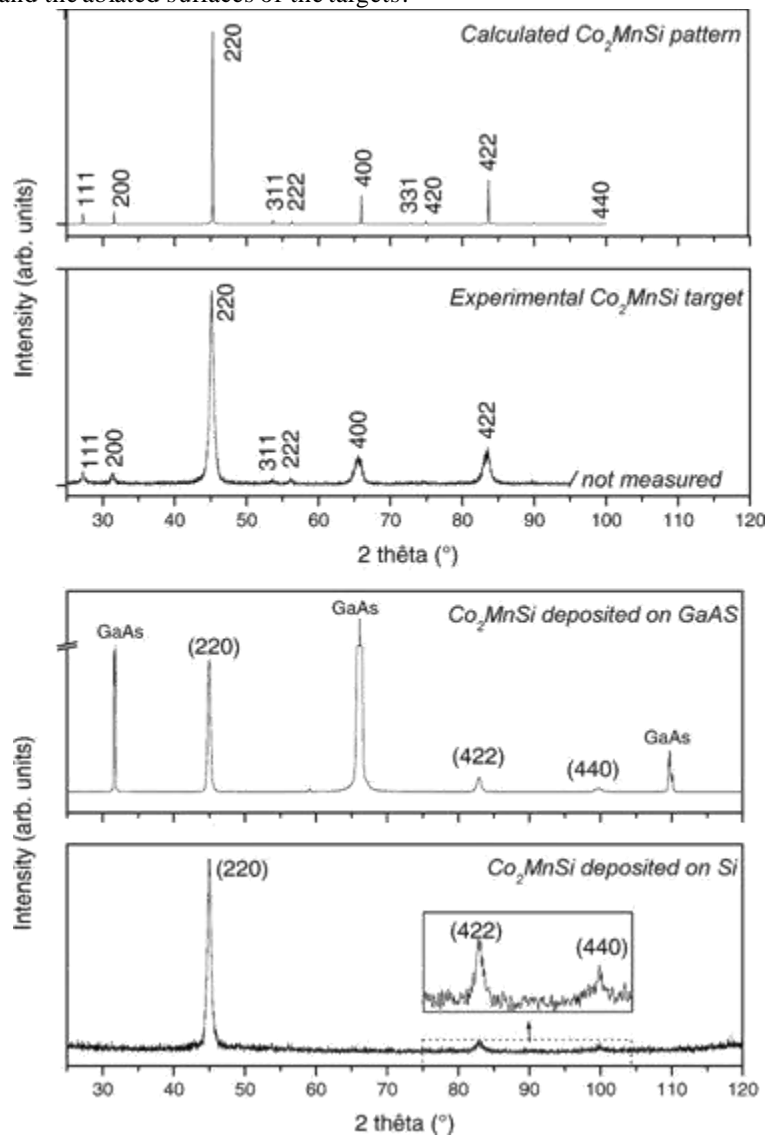 and the ablated surfaces of the targets.
Calculated Co₂MnSi pattern
111
200
220
311
222
400
331
420
422
440
Intensity (arb. units)
Experimental Co₂MnSi target
111
200
220
311
222
400
422
/ not measured
30 40 50 60 70 80 90 100 110 120
2 thêta (°)
Co₂MnSi deposited on GaAS
GaAs
(220)
GaAs
(422)
(440)
GaAs
Intensity (arb. units)
Co₂MnSi deposited on Si
(220)
(422)
(440)
30 40 50 60 70 80 90 100 110 120
2 thêta (°)